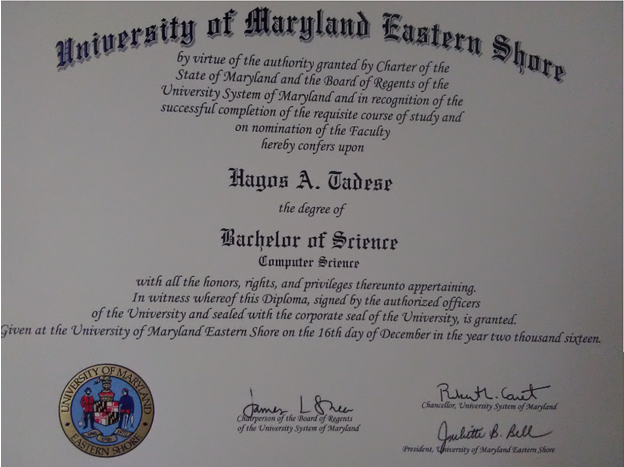 University of Maryland Eastern Shore
by virtue of the authority granted by Charter of the
State of Maryland and the Board of Regents of the
University System of Maryland and in recognition of the
successful completion of the requisite course of study and
on nomination of the Faculty
hereby confers upon
Hagos A. Tadese
the degree of
Bachelor of Science
Computer Science
with all the honors, rights, and privileges thereunto appertaining.
In witness whereof this Diploma, signed by the authorized officers
of the University and sealed with the corporate seal of the University, is granted.
Given at the University of Maryland Eastern Shore on the 16th day of December in the year two thousand sixteen.
UNIVERSITY OF MARYLAND
EASTERN SHORE
James L Shea
Chairperson of the Board of Regents
of the University System of Maryland
Robert L. Caret
Chancellor, University System of Maryland
Juliette B. Bell
President, University of Maryland Eastern Shore